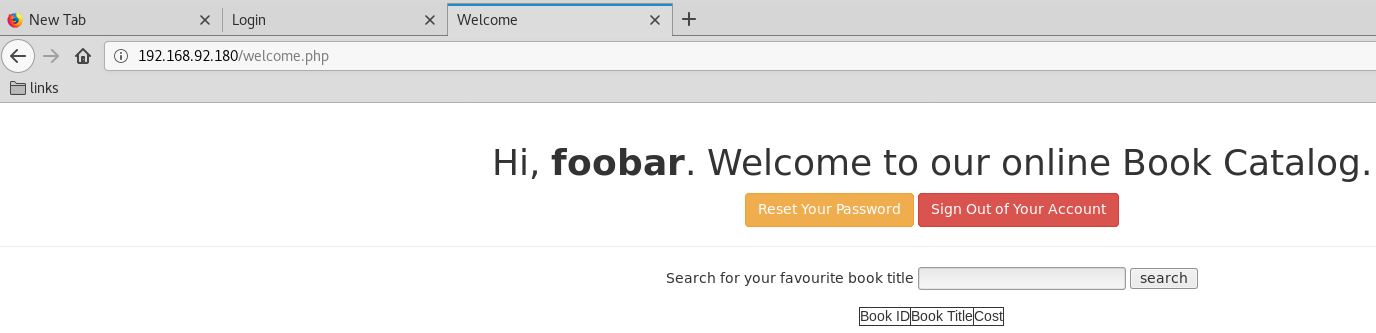 New Tab Login Welcome
192.168.92.180/welcome.php
links
Hi, foobar. Welcome to our online Book Catalog.
Reset Your Password Sign Out of Your Account
Search for your favourite book title search
Book ID Book Title Cost